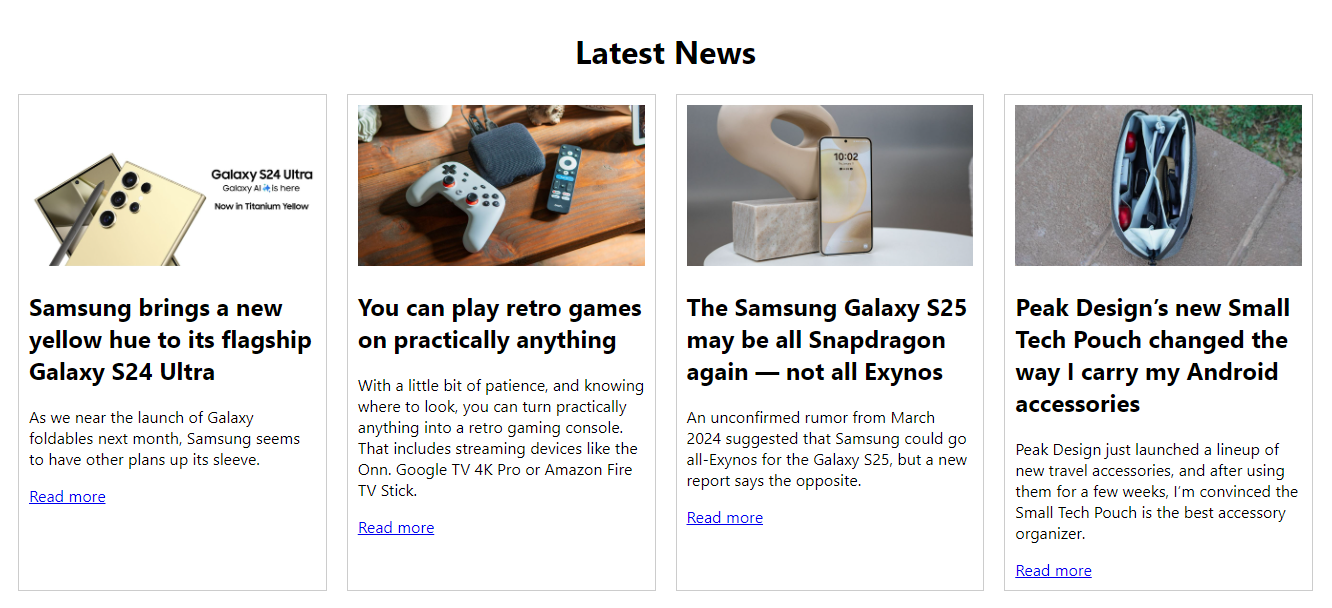 Latest News
Galaxy S24 Ultra
Galaxy AI is here
Now in Titanium Yellow
Samsung brings a new
yellow hue to its flagship
Galaxy S24 Ultra
As we near the launch of Galaxy
foldables next month, Samsung seems
to have other plans up its sleeve.
Read more
You can play retro games
on practically anything
With a little bit of patience, and knowing
where to look, you can turn practically
anything into a retro gaming console.
That includes streaming devices like the
Onn. Google TV 4K Pro or Amazon Fire
TV Stick.
Read more
10:02
The Samsung Galaxy S25
may be all Snapdragon
again — not all Exynos
An unconfirmed rumor from March
2024 suggested that Samsung could go
all-Exynos for the Galaxy S25, but a new
report says the opposite.
Read more
Peak Design’s new Small
Tech Pouch changed the
way I carry my Android
accessories
Peak Design just launched a lineup of
new travel accessories, and after using
them for a few weeks, I’m convinced the
Small Tech Pouch is the best accessory
organizer.
Read more